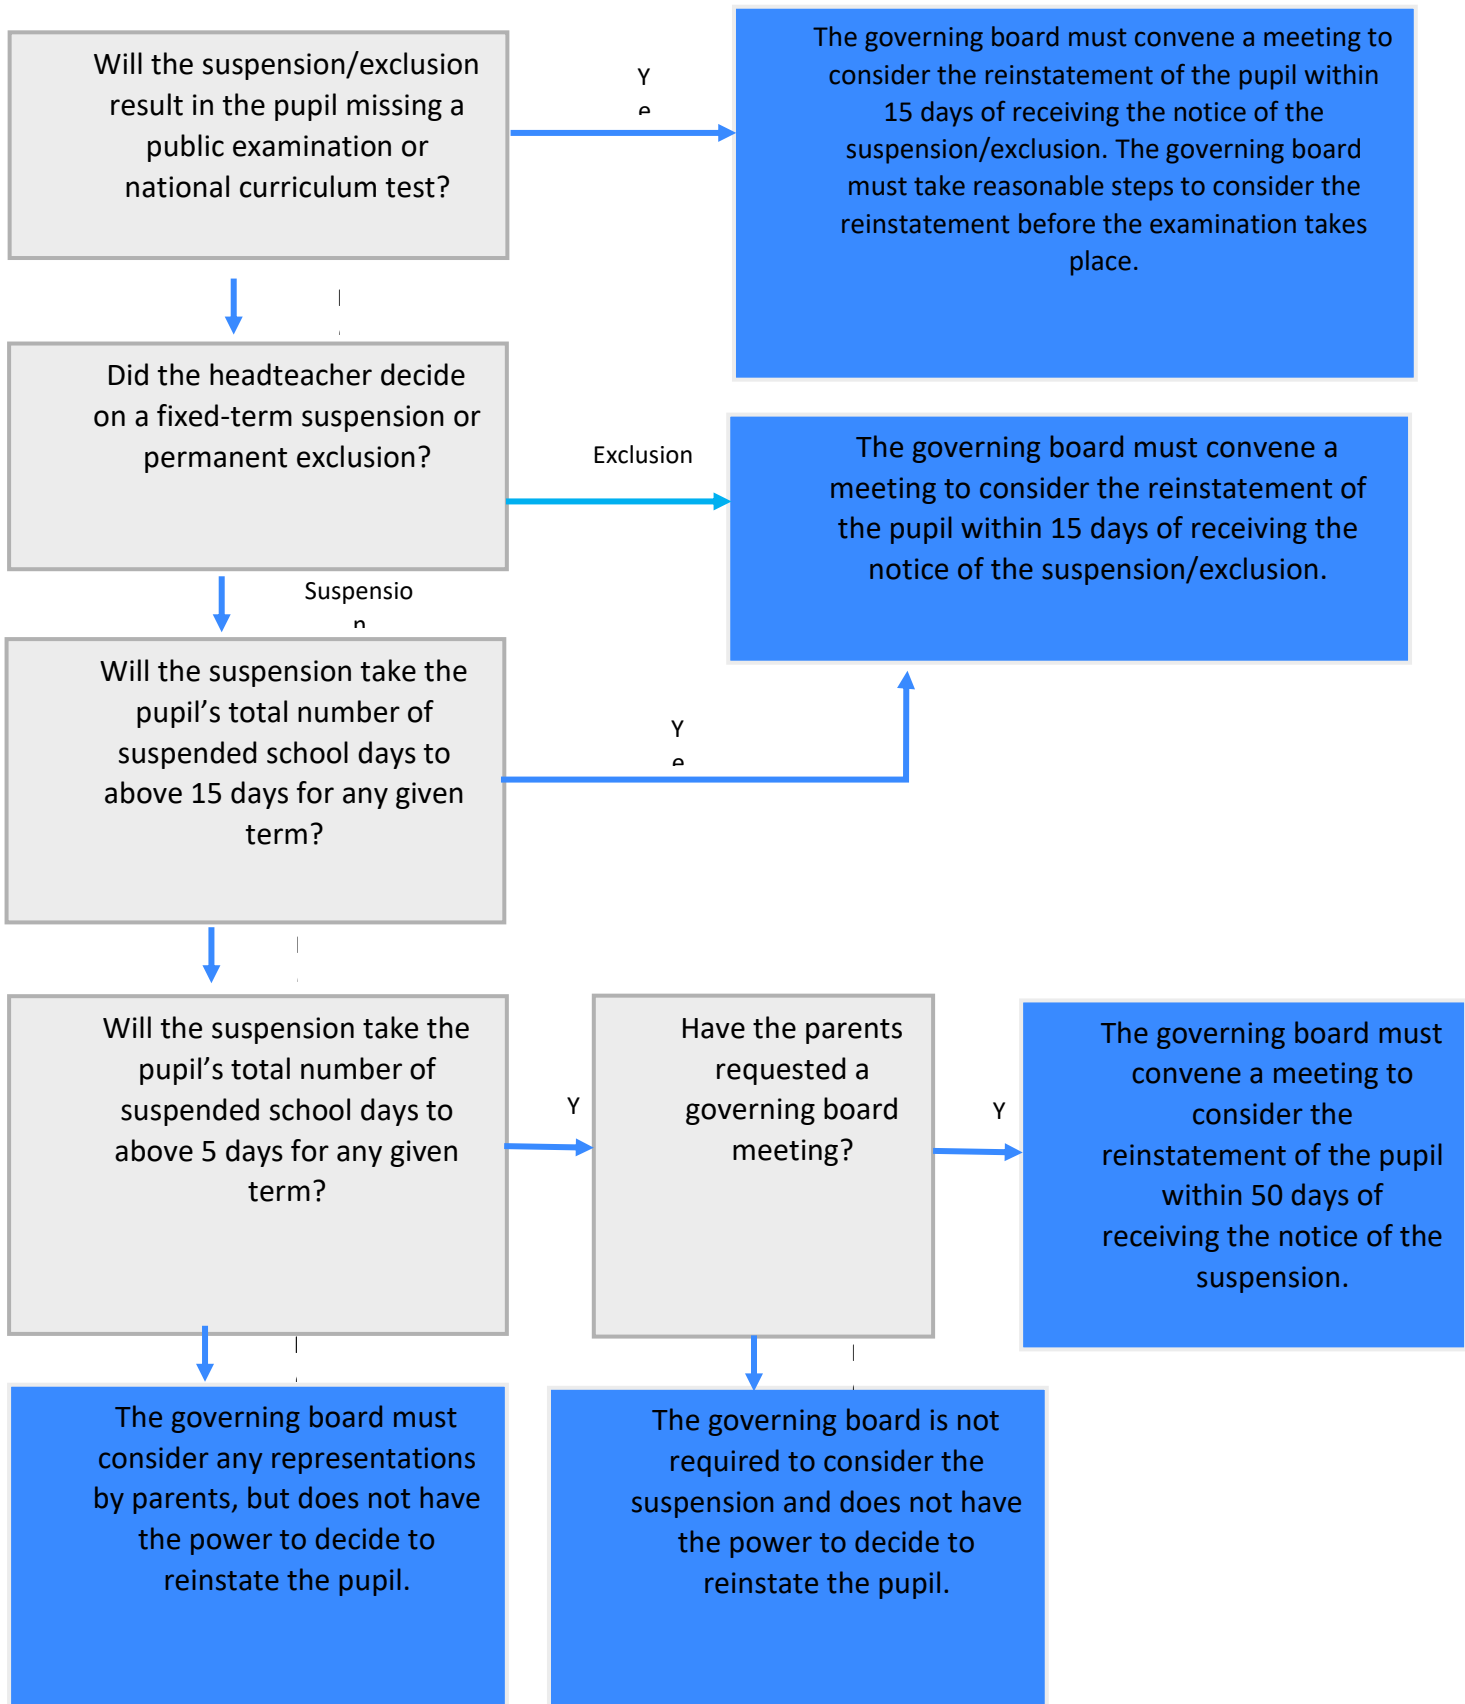 Will the suspension/exclusion
result in the pupil missing a
public examination or
national curriculum test?
Y
e
The governing board must convene a meeting to
consider the reinstatement of the pupil within
15 days of receiving the notice of the
suspension/exclusion. The governing board
must take reasonable steps to consider the
reinstatement before the examination takes
place.
Did the headteacher decide
on a fixed-term suspension or
permanent exclusion?
Exclusion
The governing board must convene a
meeting to consider the reinstatement of
the pupil within 15 days of receiving the
notice of the suspension/exclusion.
Suspensio
n
Will the suspension take the
pupil’s total number of
suspended school days to
above 15 days for any given
term?
Y
e
Will the suspension take the
pupil’s total number of
suspended school days to
above 5 days for any given
term?
Y
Have the parents
requested a
governing board
meeting?
Y
The governing board must
convene a meeting to
consider the
reinstatement of the pupil
within 50 days of
receiving the notice of the
suspension.
The governing board must
consider any representations
by parents, but does not have
the power to decide to
reinstate the pupil.
The governing board is not
required to consider the
suspension and does not have
the power to decide to
reinstate the pupil.